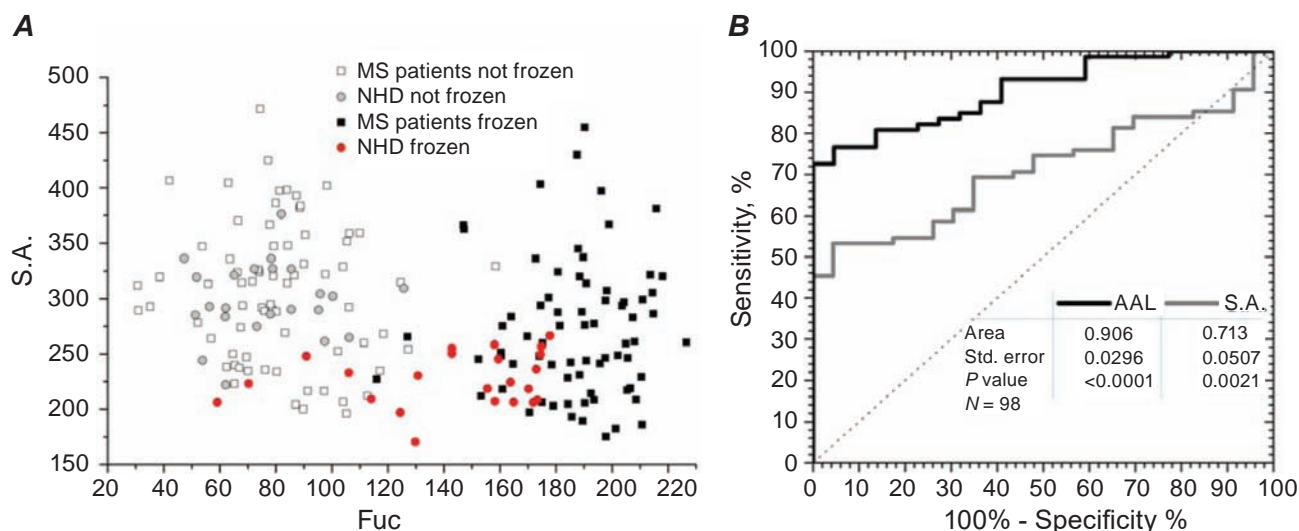 A
S.A.
500
450
400
350
300
250
200
150
MS patients not frozen
NHD not frozen
MS patients frozen
NHD frozen
20 40 60 80 100 120 140 160 180 200 220
Fuc
B
Sensitivity, %
100
90
80
70
60
50
40
30
20
10
0
AAL S.A.
Area 0.906 0.713
Std. error 0.0296 0.0507
P value <0.0001 0.0021
N = 98
0 10 20 30 40 50 60 70 80 90 100
100% - Specificity %